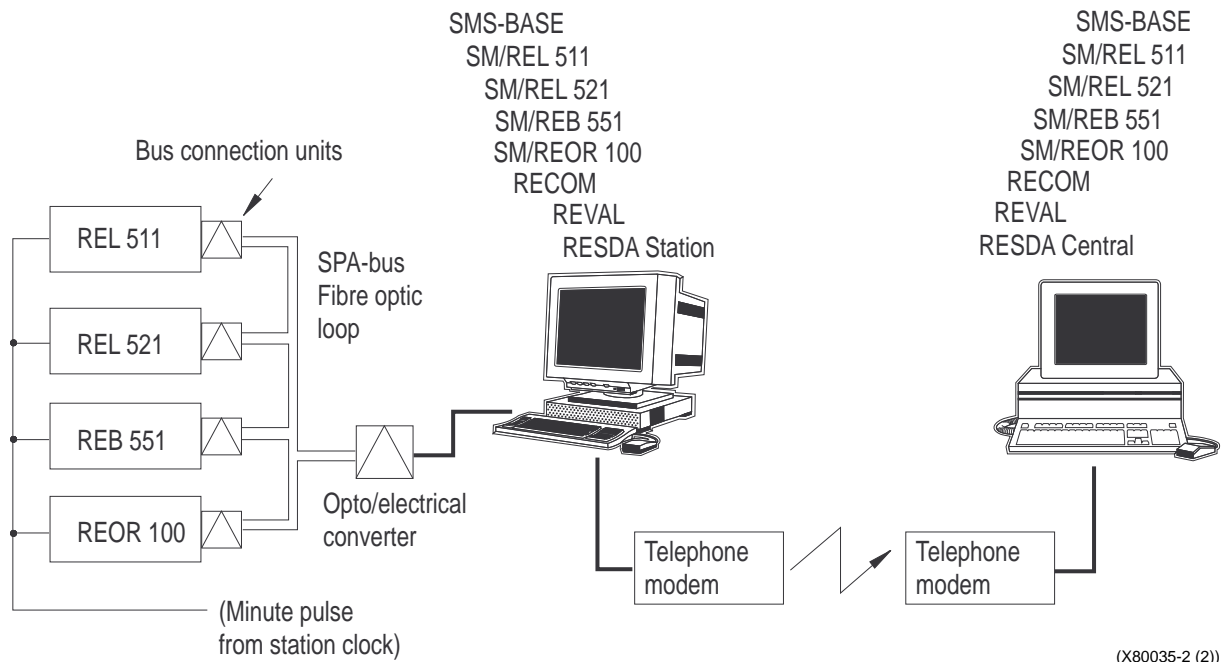 SMS-BASE
SM/REL 511
SM/REL 521
SM/REB 551
SM/REOR 100
RECOM
REVAL
RESDA Station
SMS-BASE
SM/REL 511
SM/REL 521
SM/REB 551
SM/REOR 100
RECOM
REVAL
RESDA Central
Bus connection units
REL 511
REL 521
REB 551
REOR 100
SPA-bus
Fibre optic
loop
Opto/electrical
converter
Telephone
modem
Telephone
modem
(Minute pulse
from station clock)
(X80035-2 (2))